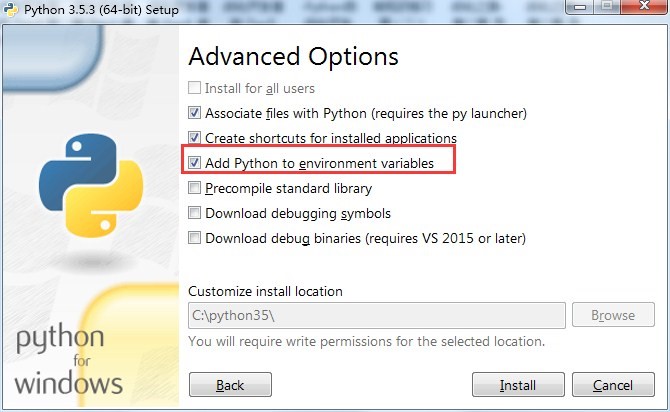 Python 3.5.3 (64-bit) Setup
Advanced Options
Install for all users
Associate files with Python (requires the py launcher)
Create shortcuts for installed applications
Add Python to environment variables
Precompile standard library
Download debugging symbols
Download debug binaries (requires VS 2015 or later)
Customize install location
C:\python35\
Browse
You will require write permissions for the selected location.
python
for
windows
Back
Install
Cancel